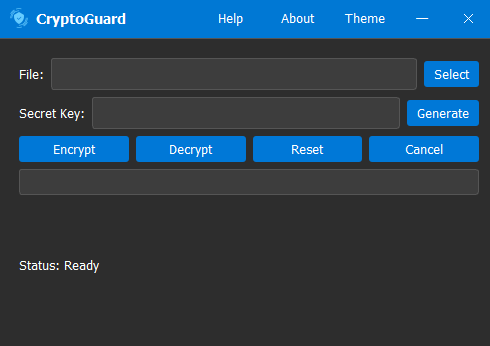 CryptoGuard Help About Theme
File: Select
Secret Key: Generate
Encrypt Decrypt Reset Cancel
Status: Ready